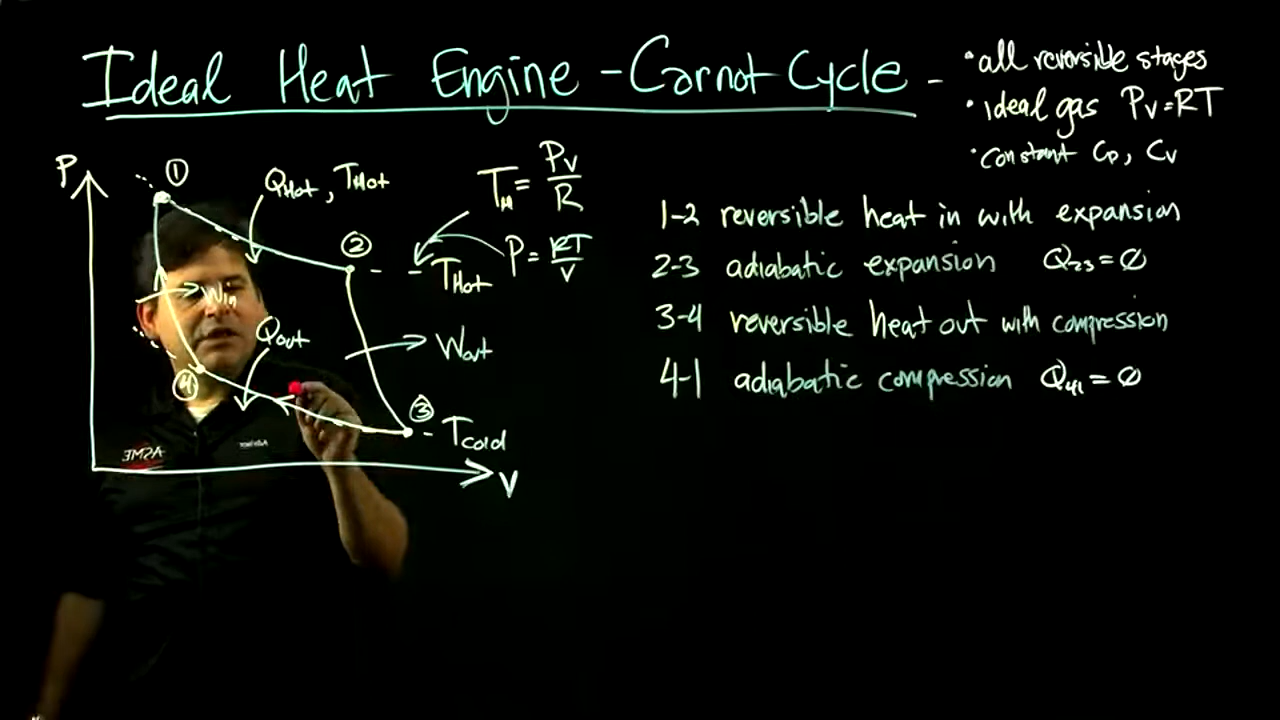 Ideal Heat Engine - Carnot Cycle -
• all reversible stages
• ideal gas Pv=RT
• constant Cp, Cv
P
①
QHot, THot
TH = Pv/R
②
P = RT/v
THot
Win
Qout
Wout
④
③
Tcold
v
ASME
1-2 reversible heat in with expansion
2-3 adiabatic expansion Q23=∅
3-4 reversible heat out with compression
4-1 adiabatic compression Q41=∅